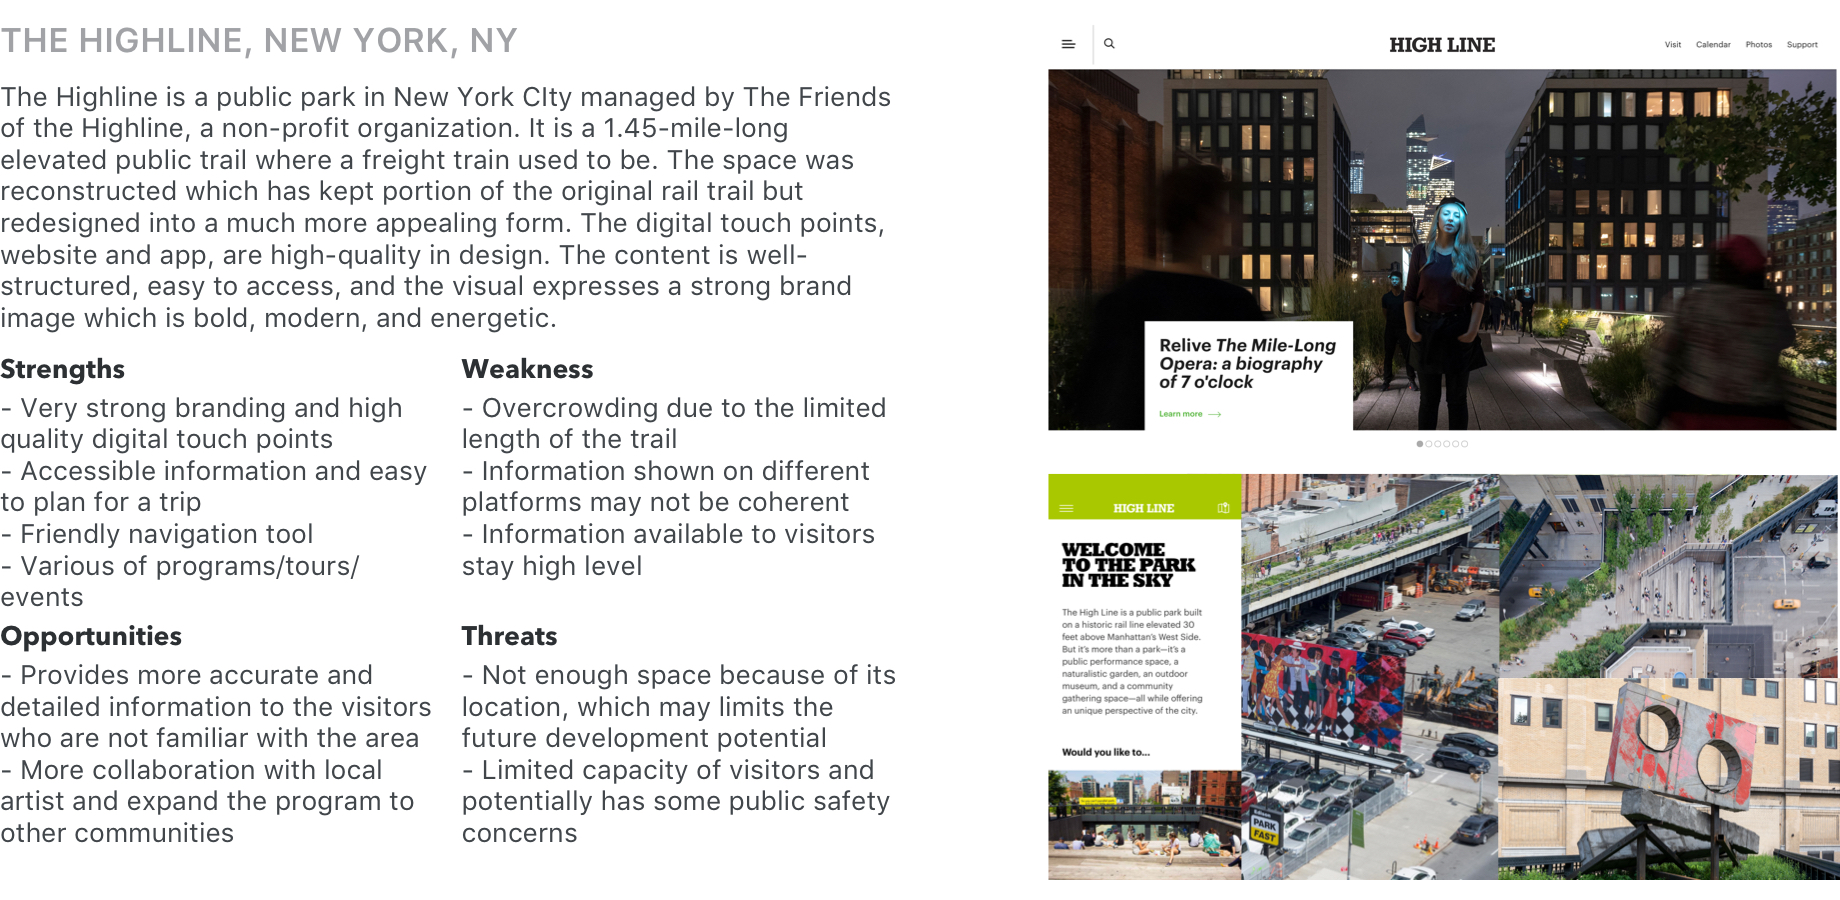 THE HIGHLINE, NEW YORK, NY
The Highline is a public park in New York CIty managed by The Friends
of the Highline, a non-profit organization. It is a 1.45-mile-long
elevated public trail where a freight train used to be. The space was
reconstructed which has kept portion of the original rail trail but
redesigned into a much more appealing form. The digital touch points,
website and app, are high-quality in design. The content is well-
structured, easy to access, and the visual expresses a strong brand
image which is bold, modern, and energetic.
Strengths
- Very strong branding and high
quality digital touch points
- Accessible information and easy
to plan for a trip
- Friendly navigation tool
- Various of programs/tours/
events
Weakness
- Overcrowding due to the limited
length of the trail
- Information shown on different
platforms may not be coherent
- Information available to visitors
stay high level
Opportunities
- Provides more accurate and
detailed information to the visitors
who are not familiar with the area
- More collaboration with local
artist and expand the program to
other communities
Threats
- Not enough space because of its
location, which may limits the
future development potential
- Limited capacity of visitors and
potentially has some public safety
concerns
HIGH LINE
Visit Calendar Photos Support
Relive The Mile-Long
Opera: a biography
of 7 o'clock
Learn more
HIGH LINE
WELCOME
TO THE PARK
IN THE SKY
The High Line is a public park built
on a historic rail line elevated 30
feet above Manhattan's West Side.
But it's more than a park—it's a
public performance space, a
naturalistic garden, an outdoor
museum, and a community
gathering space—all while offering
an unique perspective of the city.
Would you like to...
PARK
FAST